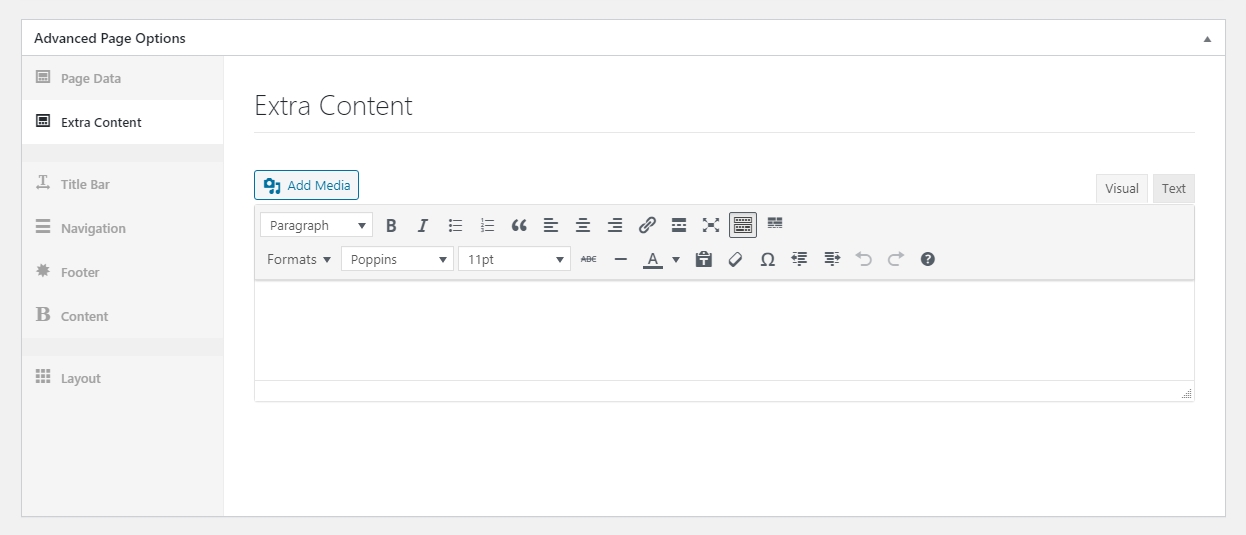 Advanced Page Options
Page Data
Extra Content
Title Bar
Navigation
Footer
Content
Layout
Extra Content
Add Media
Visual Text
Paragraph
Formats Poppins 11pt ABC A